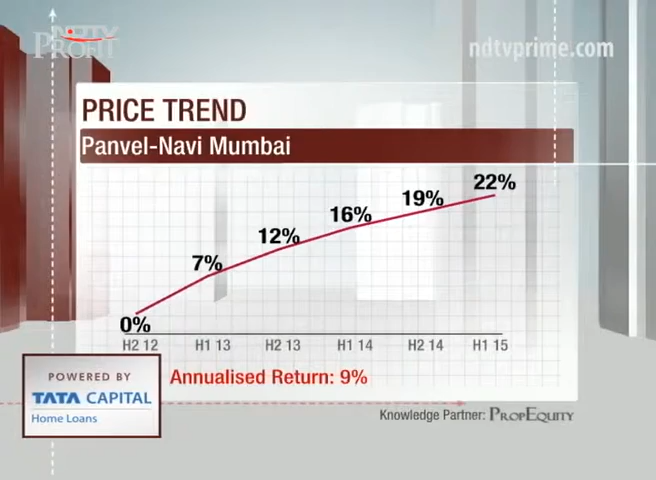 NDTV
PROFIT
ndtvprime.com
PRICE TREND
Panvel-Navi Mumbai
22%
19%
16%
12%
7%
0%
H2 12 H1 13 H2 13 H1 14 H2 14 H1 15
POWERED BY
TATA CAPITAL
Home Loans
Annualised Return: 9%
Knowledge Partner: PROPEQUITY